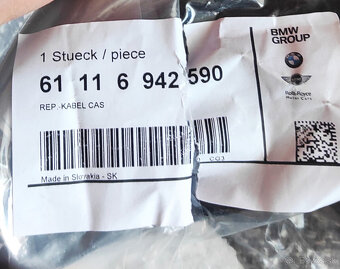 1 Stueck / piece
61 11 6 942 590
REP.-KABEL CAS
Made in Slovakia - SK
BMW
GROUP
Rolls-Royce
Motor Cars